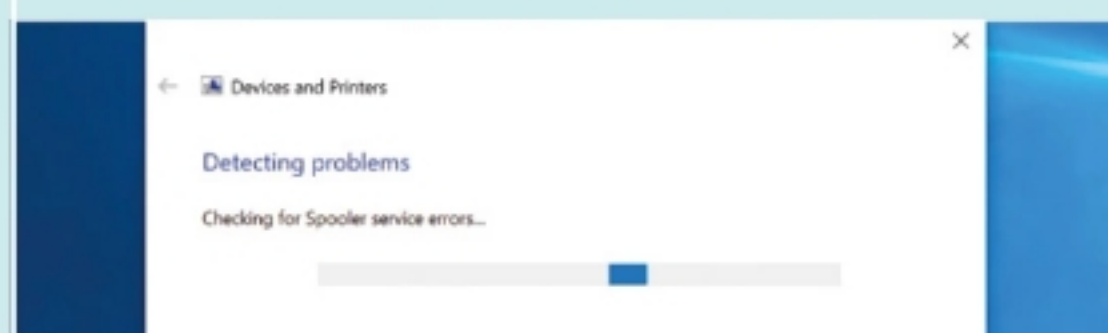 Devices and Printers
Detecting problems
Checking for Spooler service errors...